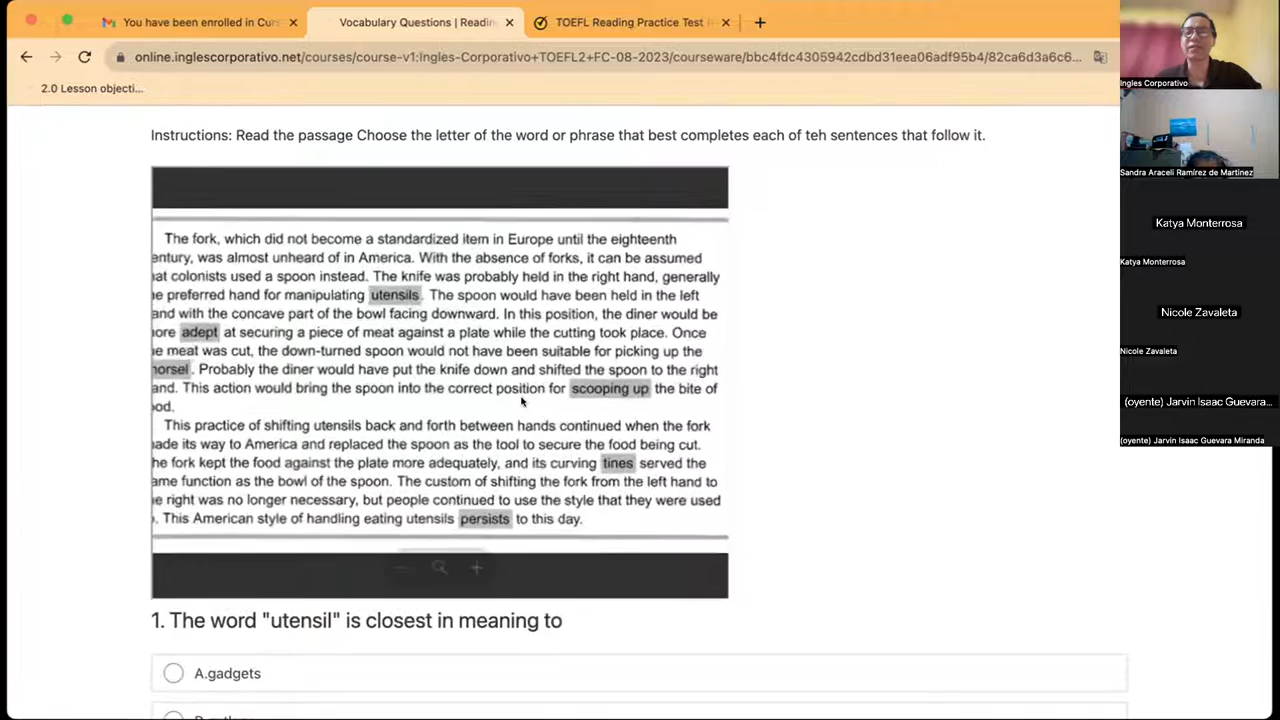 You have been enrolled in Cur
Vocabulary Questions | Readin
TOEFL Reading Practice Test
online.inglescorporativo.net/courses/course-v1:Ingles-Corporativo+TOEFL2+FC-08-2023/courseware/bbc4fdc4305942cdbd31eea06adf95b4/82ca6d3a6c6...
2.0 Lesson objecti...
Instructions: Read the passage Choose the letter of the word or phrase that best completes each of teh sentences that follow it.
The fork, which did not become a standardized item in Europe until the eighteenth
entury, was almost unheard of in America. With the absence of forks, it can be assumed
at colonists used a spoon instead. The knife was probably held in the right hand, generally
e preferred hand for manipulating utensils. The spoon would have been held in the left
and with the concave part of the bowl facing downward. In this position, the diner would be
ore adept at securing a piece of meat against a plate while the cutting took place. Once
e meat was cut, the down-turned spoon would not have been suitable for picking up the
orsel. Probably the diner would have put the knife down and shifted the spoon to the right
and. This action would bring the spoon into the correct position for scooping up the bite of
od.
This practice of shifting utensils back and forth between hands continued when the fork
ade its way to America and replaced the spoon as the tool to secure the food being cut.
he fork kept the food against the plate more adequately, and its curving tines served the
ame function as the bowl of the spoon. The custom of shifting the fork from the left hand to
e right was no longer necessary, but people continued to use the style that they were used
. This American style of handling eating utensils persists to this day.
1. The word "utensil" is closest in meaning to
A.gadgets
Ingles Corporativo
Sandra Araceli Ramírez de Martinez
Katya Monterrosa
Katya Monterrosa
Nicole Zavaleta
Nicole Zavaleta
(oyente) Jarvin Isaac Guevara...
(oyente) Jarvin Isaac Guevara Miranda